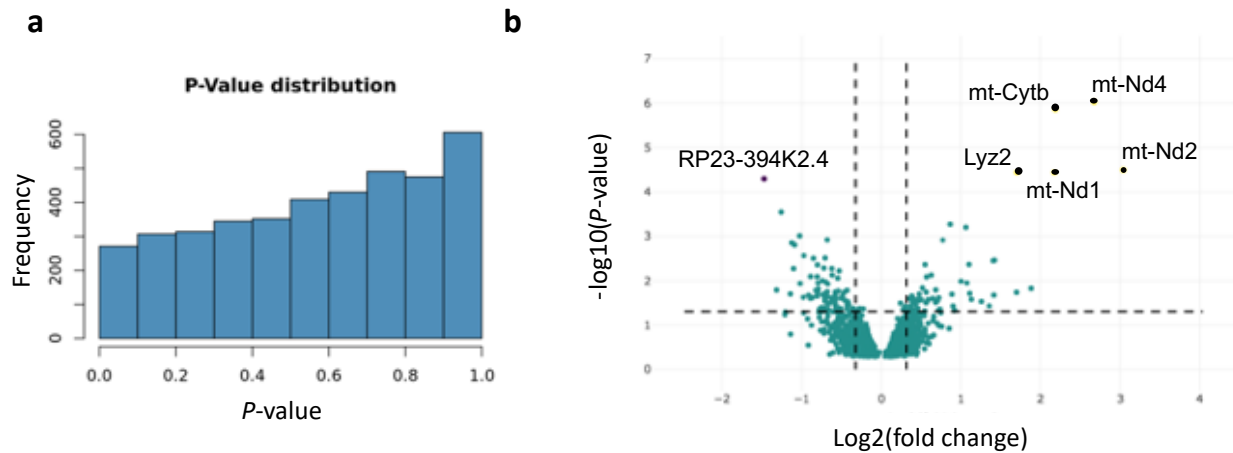 a
P-Value distribution
Frequency
600
400
200
0
0.0 0.2 0.4 0.6 0.8 1.0
P-value
b
-log10(P-value)
7
6
5
4
3
2
1
0
mt-Cytb
mt-Nd4
RP23-394K2.4
Lyz2
mt-Nd2
mt-Nd1
−2 −1 0 1 2 3 4
Log2(fold change)